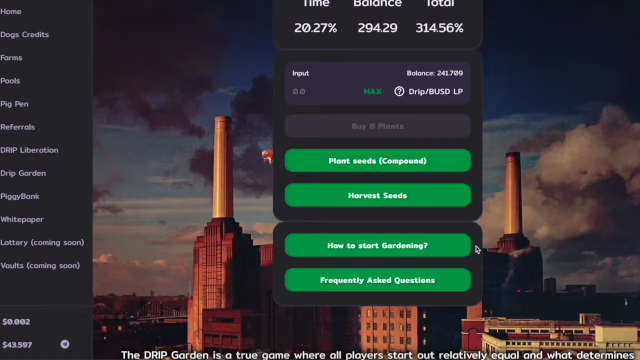 Home
Dogs Credits
Farms
Pools
Pig Pen
Referrals
DRIP Liberation
Drip Garden
PiggyBank
Whitepaper
Lottery (coming soon)
Vaults (coming soon)
$0.002
$43.597
Time Balance Total
20.27% 294.29 314.56%
Input Balance: 241.709
0.0 MAX Drip/BUSD LP
Buy 0 Plants
Plant seeds (Compound)
Harvest Seeds
How to start Gardening?
Frequently Asked Questions
The DRIP Garden is a true game where all players start out relatively equal and what determines